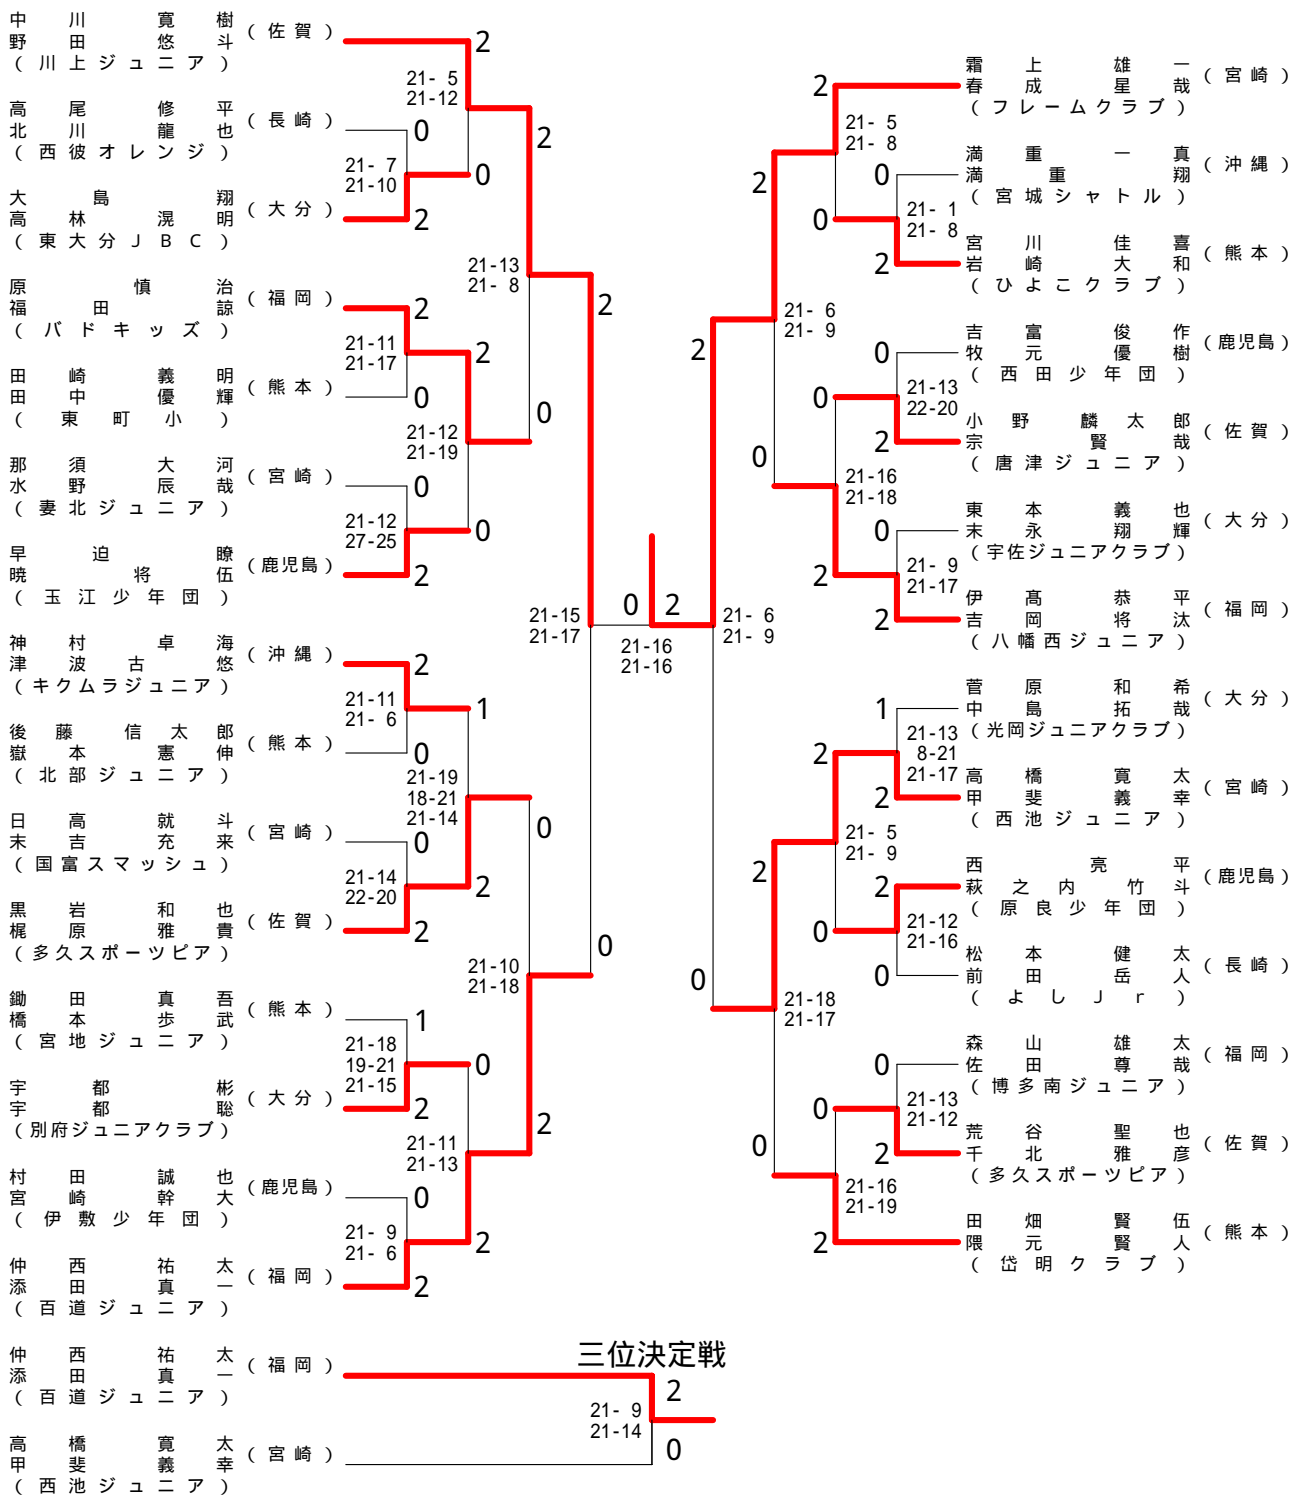 中川寛樹
野田悠斗
(川上ジュニア)
(佐賀)
高尾修平
北川龍也
(西彼オレンジ)
(長崎)
大島翔
高林滉明
(東大分JBC)
(大分)
原慎治
福田諒
(バドキッズ)
(福岡)
田崎義明
田中優輝
(東町小)
(熊本)
那須大河
水野辰哉
(妻北ジュニア)
(宮崎)
早迫瞭
暁将伍
(玉江少年団)
(鹿児島)
神村卓海
津波古悠
(キクムラジュニア)
(沖縄)
後藤信太郎
嶽本憲伸
(北部ジュニア)
(熊本)
日高就斗
末吉充来
(国富スマッシュ)
(宮崎)
黒岩和也
梶原雅貴
(多久スポーツピア)
(佐賀)
鋤田真吾
橋本歩武
(宮地ジュニア)
(熊本)
宇都彬
宇都聡
(別府ジュニアクラブ)
(大分)
村田誠也
宮崎幹大
(伊敷少年団)
(鹿児島)
仲西祐太
添田真一
(百道ジュニア)
(福岡)
2
21- 5
21-12
0
21- 7
21-10
0
2
2
21-13
21- 8
2
21-11
21-17
2
0
21-12
21-19
0
0
21-12
27-25
0
2
2
21-15
21-17
2
21-11
21- 6
1
0
21-19
18-21
21-14
0
0
21-14
22-20
2
2
21-10
21-18
0
1
21-18
19-21
21-15
0
2
21-11
21-13
2
0
21- 9
21- 6
2
2
0
2
21-16
21-16
霜上雄一
春成星哉
(フレームクラブ)
(宮崎)
満重一真
満重翔
(宮城シャトル)
(沖縄)
宮川佳喜
岩崎大和
(ひよこクラブ)
(熊本)
吉富俊作
牧元優樹
(西田少年団)
(鹿児島)
小野麟太郎
宗賢哉
(唐津ジュニア)
(佐賀)
東本義也
末永翔輝
(宇佐ジュニアクラブ)
(大分)
伊髙恭平
吉岡将汰
(八幡西ジュニア)
(福岡)
菅原和希
中島拓哉
(光岡ジュニアクラブ)
(大分)
高橋寛太
甲斐義幸
(西池ジュニア)
(宮崎)
西亮平
萩之内竹斗
(原良少年団)
(鹿児島)
松本健太
前田岳人
(よしJr)
(長崎)
森山雄太
佐田尊哉
(博多南ジュニア)
(福岡)
荒谷聖也
千北雅彦
(多久スポーツピア)
(佐賀)
田畑賢伍
隈元賢人
(岱明クラブ)
(熊本)
2
21- 5
21- 8
0
2
21- 1
21- 8
0
2
21- 6
21- 9
2
0
0
21-13
22-20
2
0
21-16
21-18
0
21- 9
21-17
2
2
21- 6
21- 9
1
21-13
8-21
21-17
2
2
21- 5
21- 9
2
2
21-12
21-16
0
0
0
21-18
21-17
0
21-13
21-12
0
2
0
21-16
21-19
2
三位決定戦
仲西祐太
添田真一
(百道ジュニア)
(福岡)
2
21- 9
21-14
0
高橋寛太
甲斐義幸
(西池ジュニア)
(宮崎)